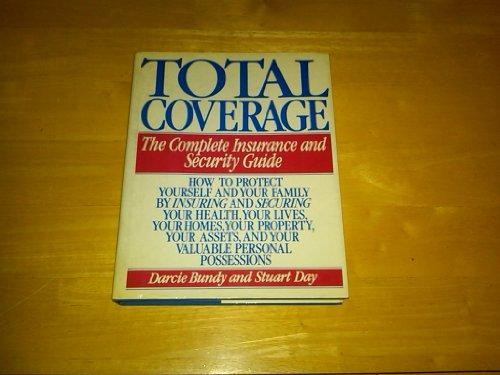 TOTAL
COVERAGE
The Complete Insurance and
Security Guide
HOW TO PROTECT
YOURSELF AND YOUR FAMILY
BY INSURING AND SECURING
YOUR HEALTH, YOUR LIVES,
YOUR HOMES, YOUR PROPERTY,
YOUR ASSETS, AND YOUR
VALUABLE PERSONAL
POSSESSIONS
Darcie Bundy and Stuart Day